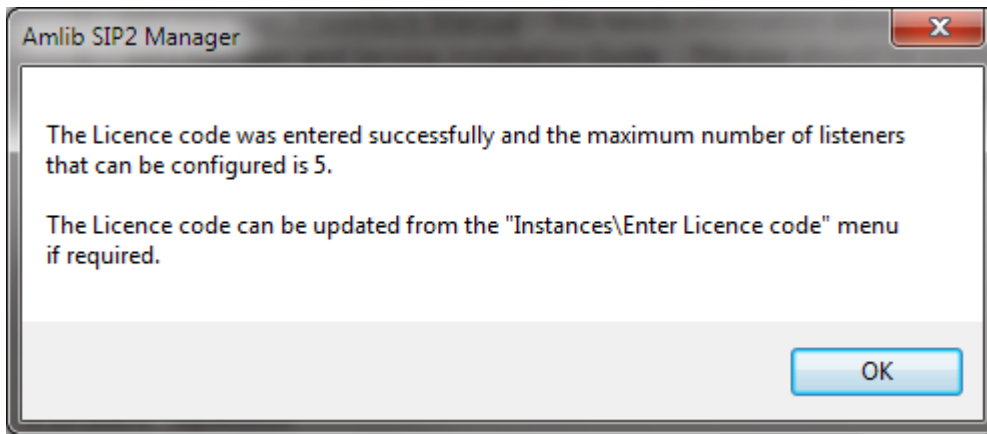 Amlib SIP2 Manager
The Licence code was entered successfully and the maximum number of listeners
that can be configured is 5.
The Licence code can be updated from the "Instances\Enter Licence code" menu
if required.
OK